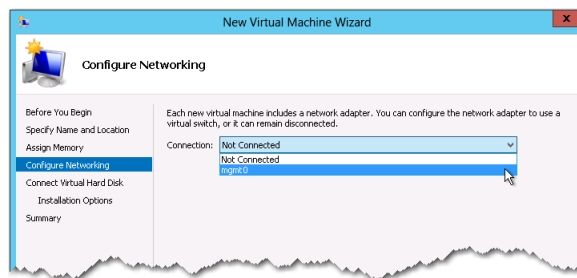 New Virtual Machine Wizard
x
Configure Networking
Before You Begin
Specify Name and Location
Assign Memory
Configure Networking
Connect Virtual Hard Disk
Installation Options
Summary
Each new virtual machine includes a network adapter. You can configure the network adapter to use a
virtual switch, or it can remain disconnected.
Connection: Not Connected
Not Connected
mgmt0